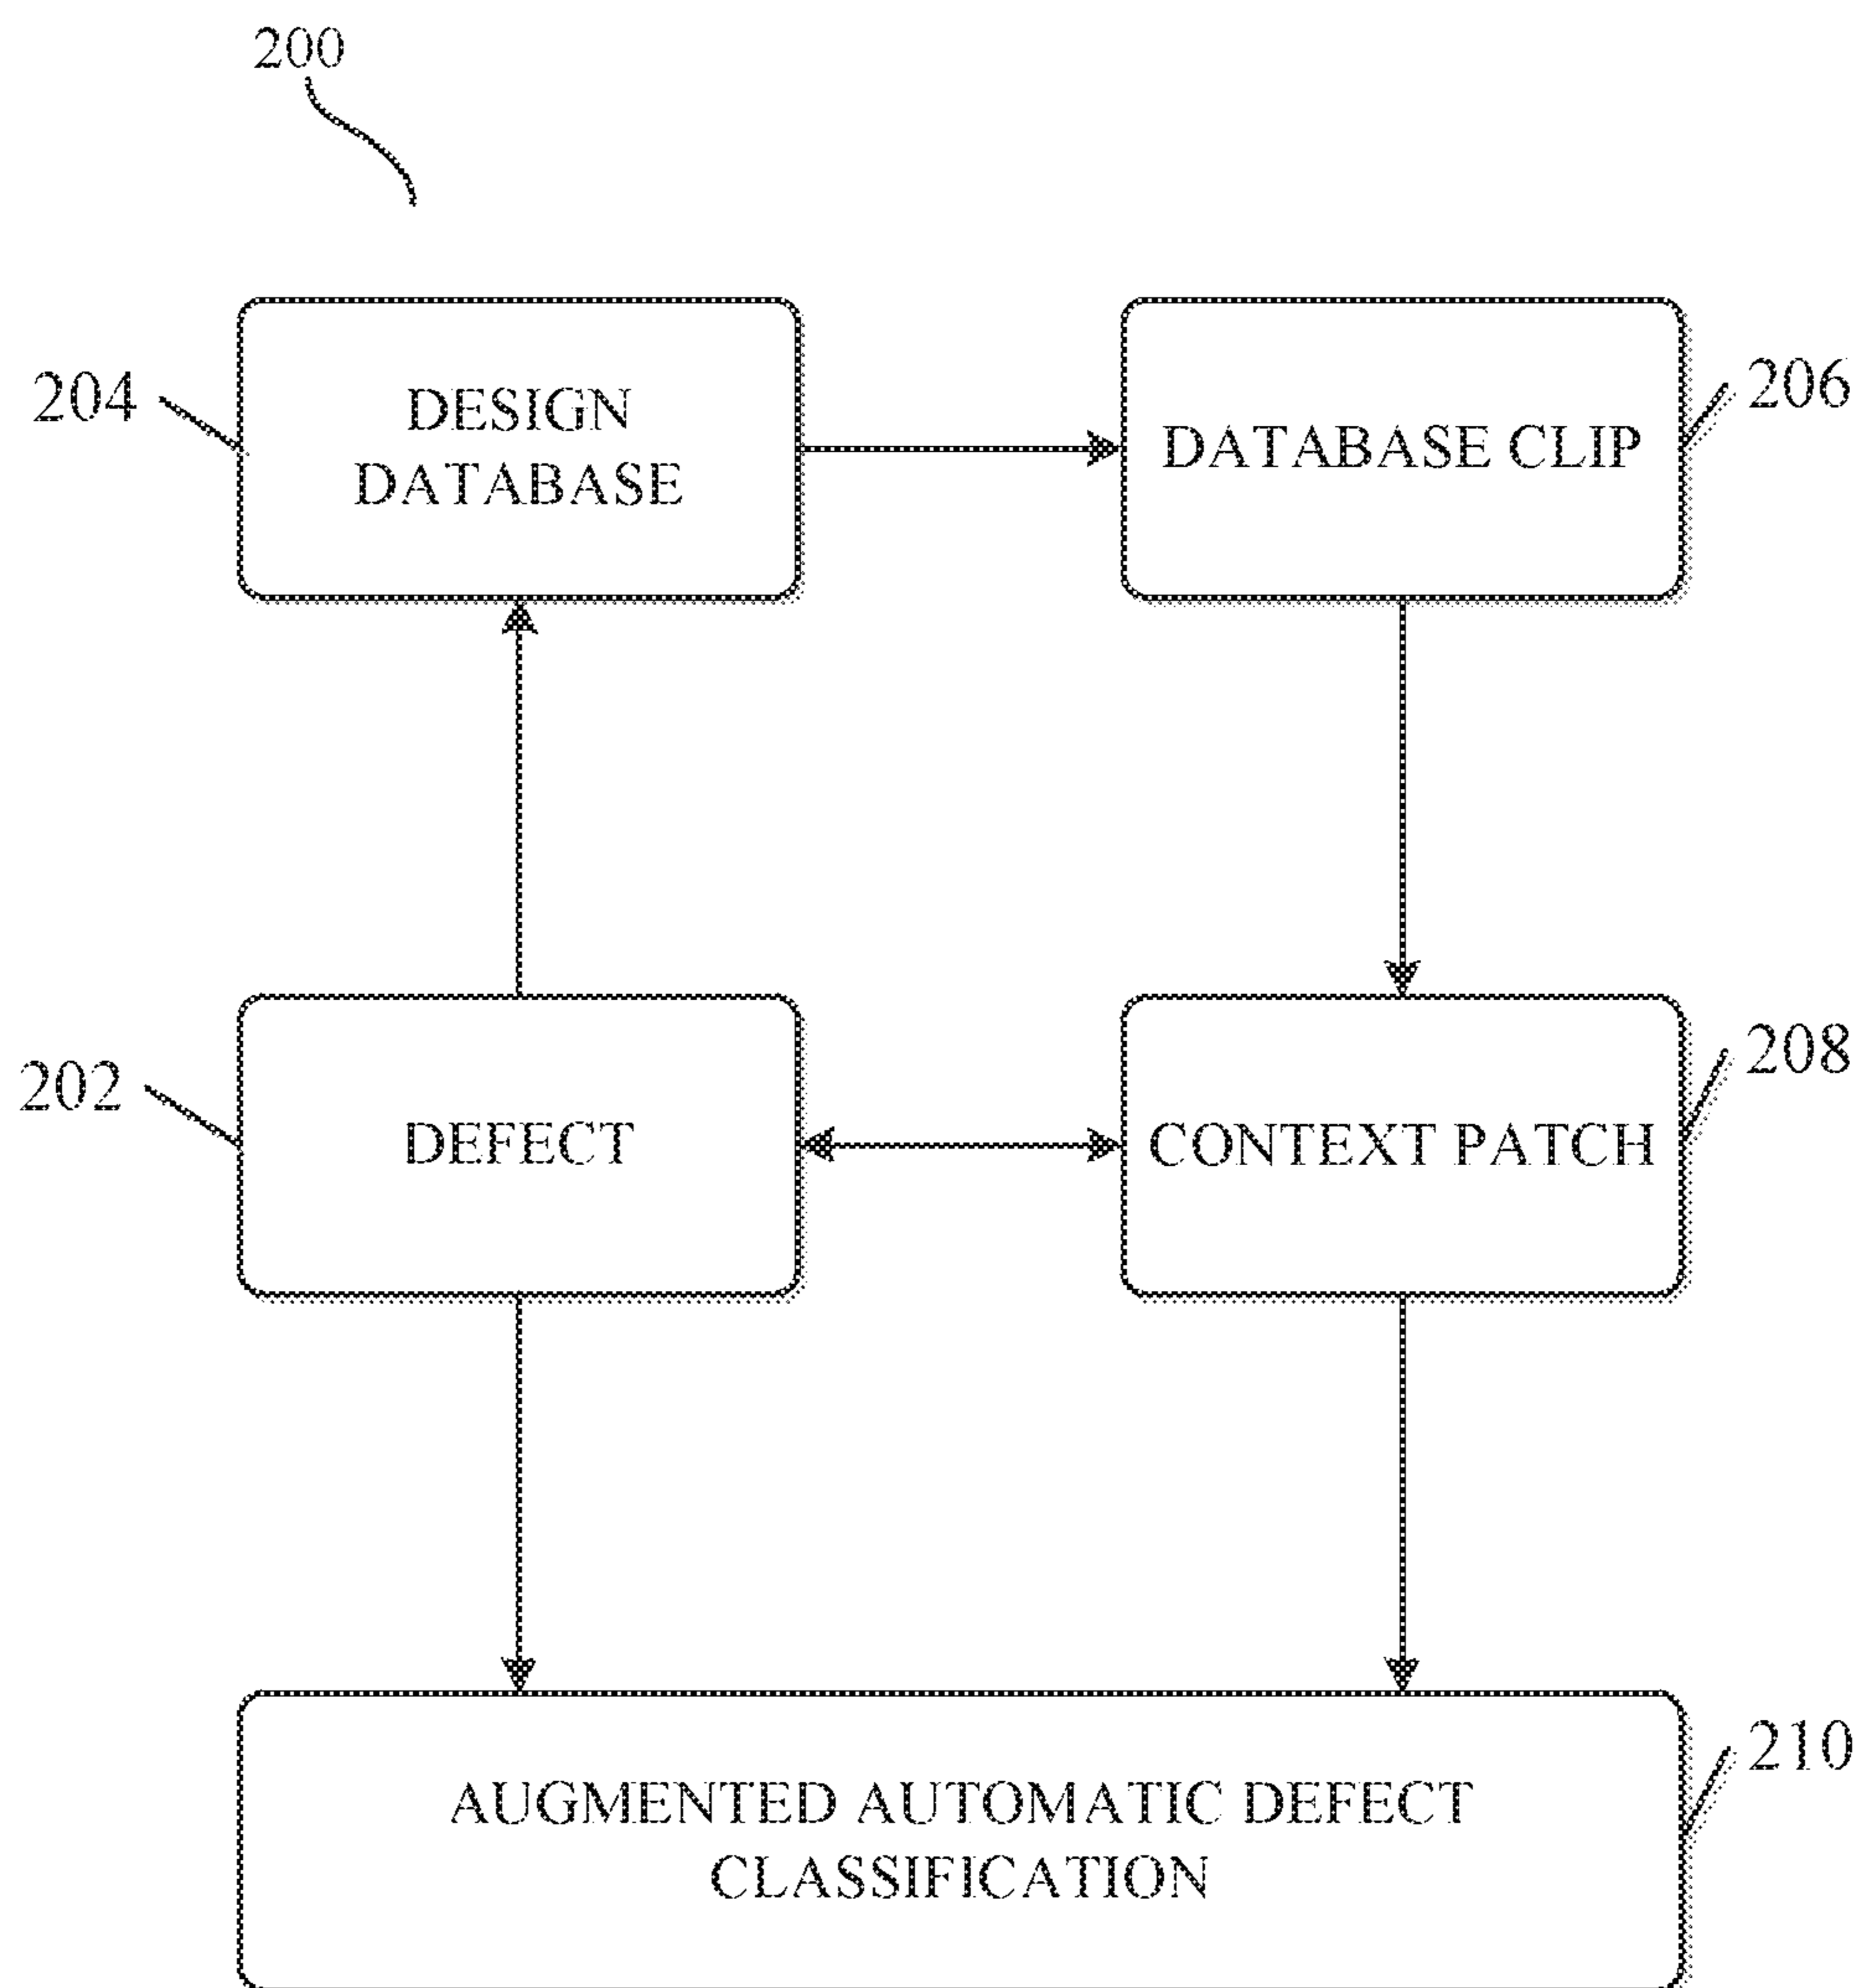 200
204
DESIGN
DATABASE
DATABASE CLIP
206
202
DEFECT
CONTEXT PATCH
208
AUGMENTED AUTOMATIC DEFECT
CLASSIFICATION
210